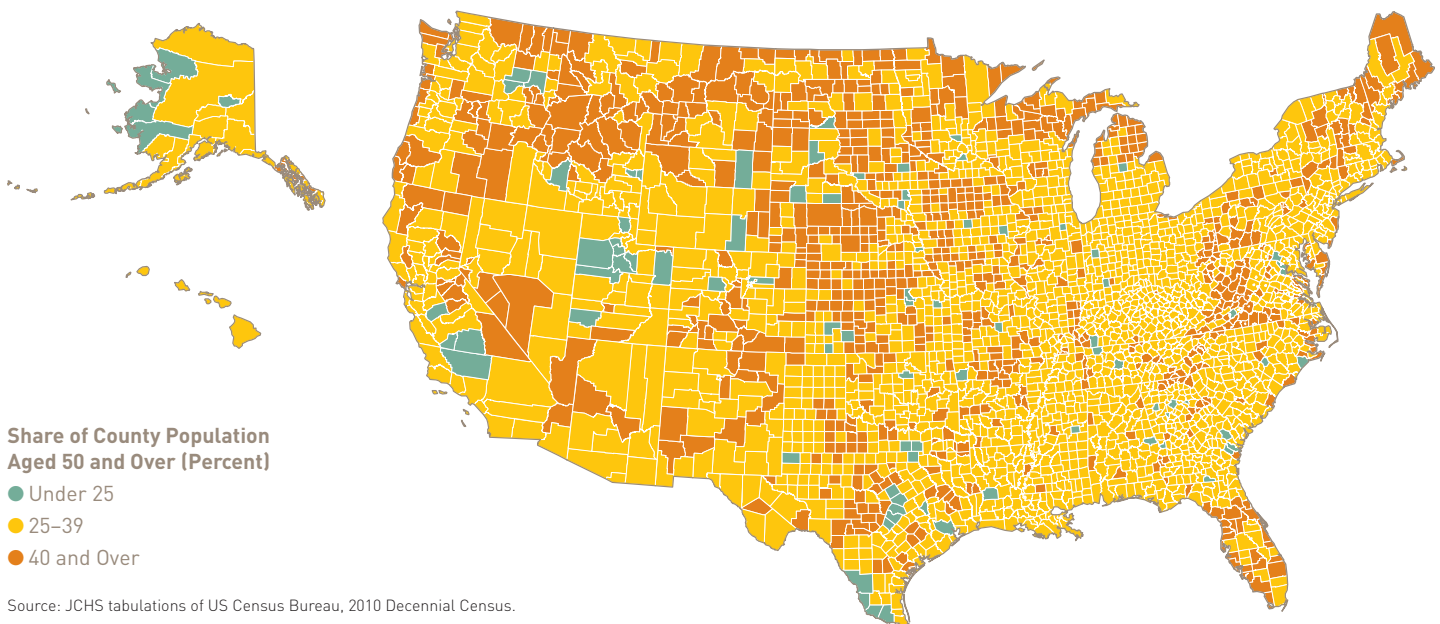 Share of County Population
Aged 50 and Over (Percent)
Under 25
25–39
40 and Over
Source: JCHS tabulations of US Census Bureau, 2010 Decennial Census.